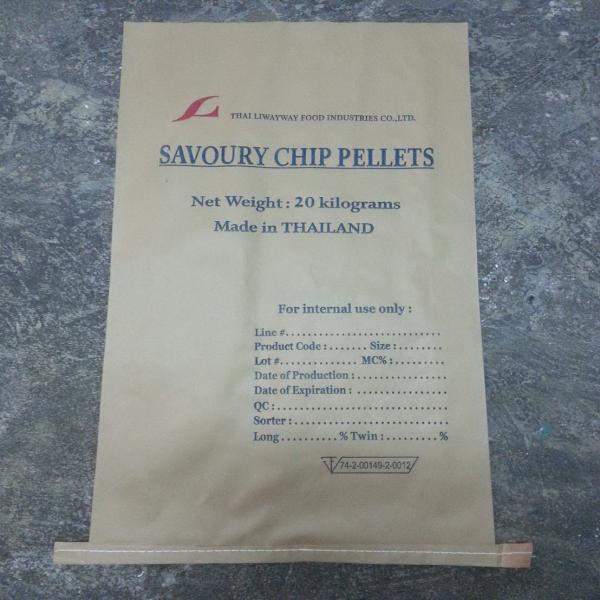 THAI LIWAYWAY FOOD INDUSTRIES CO.,LTD.
SAVOURY CHIP PELLETS
Net Weight : 20 kilograms
Made in THAILAND
For internal use only :
Line #............................
Product Code : ....... Size : ........
Lot #.............. MC% : .........
Date of Production : ................
Date of Expiration : ................
QC : ..............................
Sorter : ............................
Long .......... % Twin : ......... %
74-2-00149-2-0012